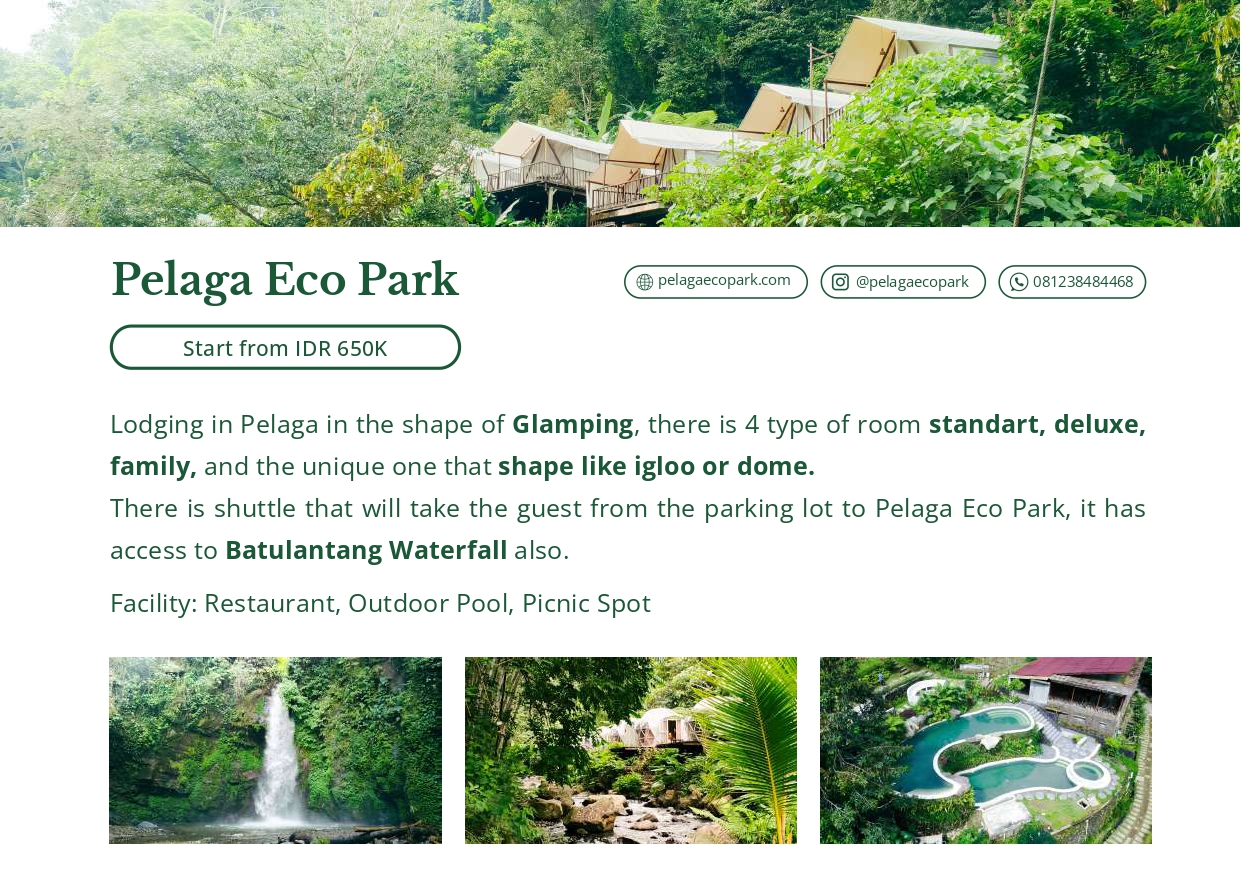 Pelaga Eco Park
pelagaecopark.com
@pelagaecopark
081238484468
Start from IDR 650K
Lodging in Pelaga in the shape of Glamping, there is 4 type of room standart, deluxe,
family, and the unique one that shape like igloo or dome.
There is shuttle that will take the guest from the parking lot to Pelaga Eco Park, it has
access to Batulantang Waterfall also.
Facility: Restaurant, Outdoor Pool, Picnic Spot